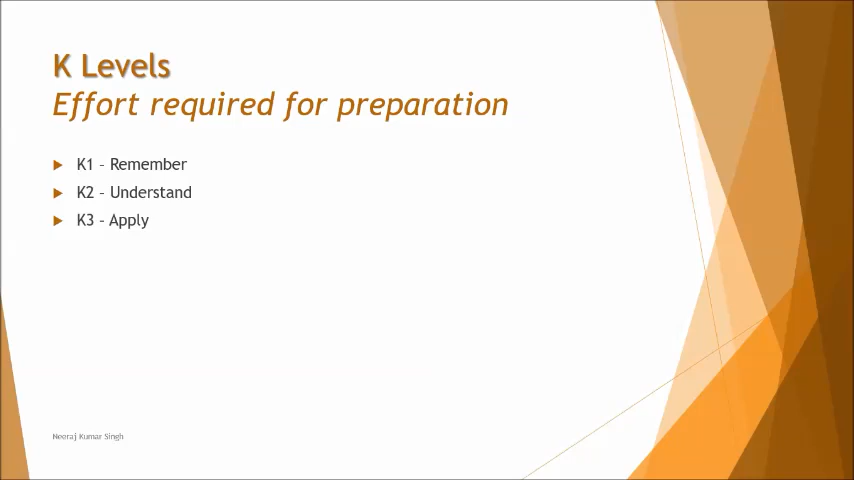 K Levels
Effort required for preparation
K1 – Remember
K2 – Understand
K3 – Apply
Neeraj Kumar Singh